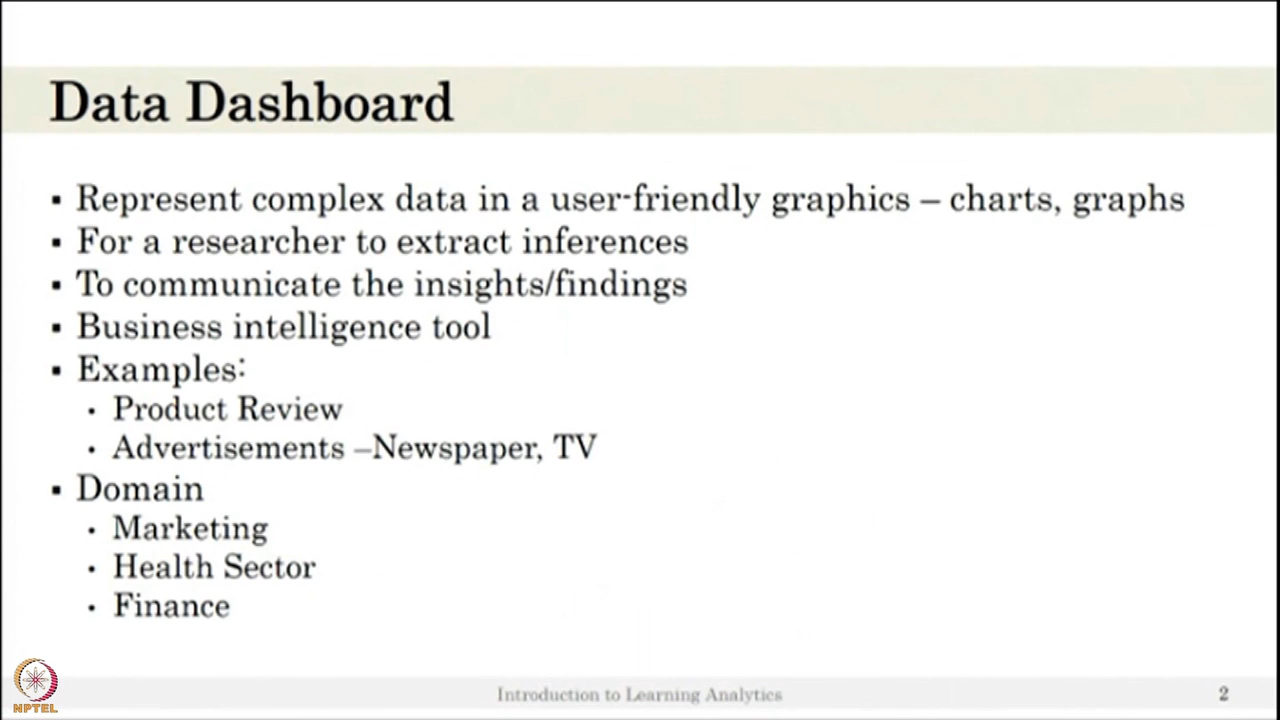 Data Dashboard
▪ Represent complex data in a user-friendly graphics – charts, graphs
▪ For a researcher to extract inferences
▪ To communicate the insights/findings
▪ Business intelligence tool
▪ Examples:
• Product Review
• Advertisements –Newspaper, TV
▪ Domain
• Marketing
• Health Sector
• Finance
NPTEL
Introduction to Learning Analytics
2